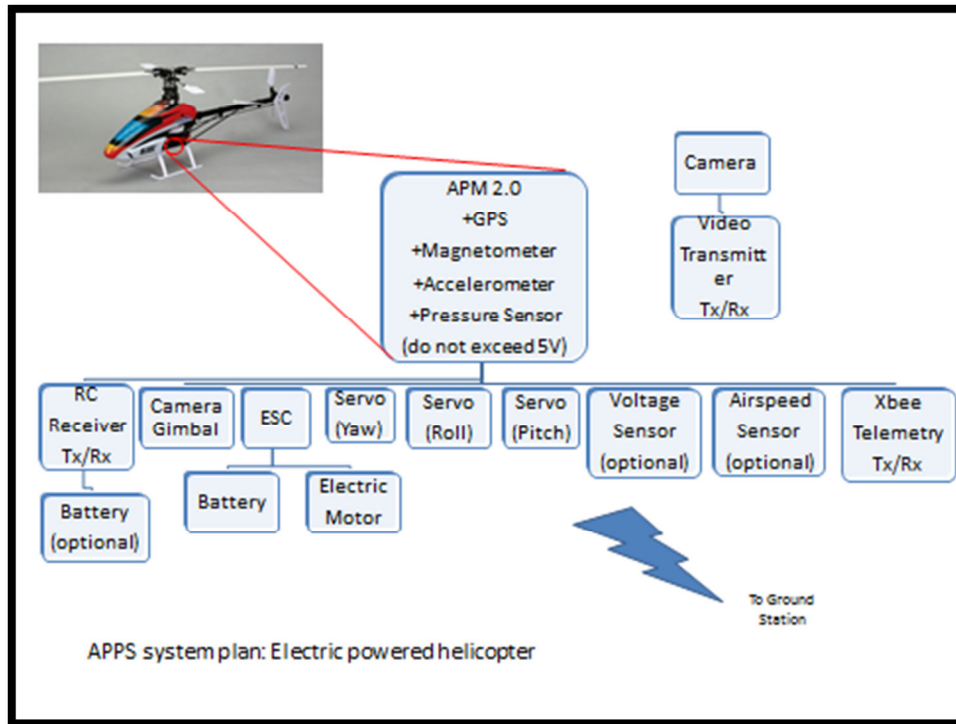 APM 2.0
+GPS
+Magnetometer
+Accelerometer
+Pressure Sensor
(do not exceed 5V)
Camera
Video
Transmitt
er
Tx/Rx
RC
Receiver
Tx/Rx
Camera
Gimbal
ESC
Servo
(Yaw)
Servo
(Roll)
Servo
(Pitch)
Voltage
Sensor
(optional)
Airspeed
Sensor
(optional)
Xbee
Telemetry
Tx/Rx
Battery
(optional)
Battery
Electric
Motor
To Ground
Station
APPS system plan: Electric powered helicopter